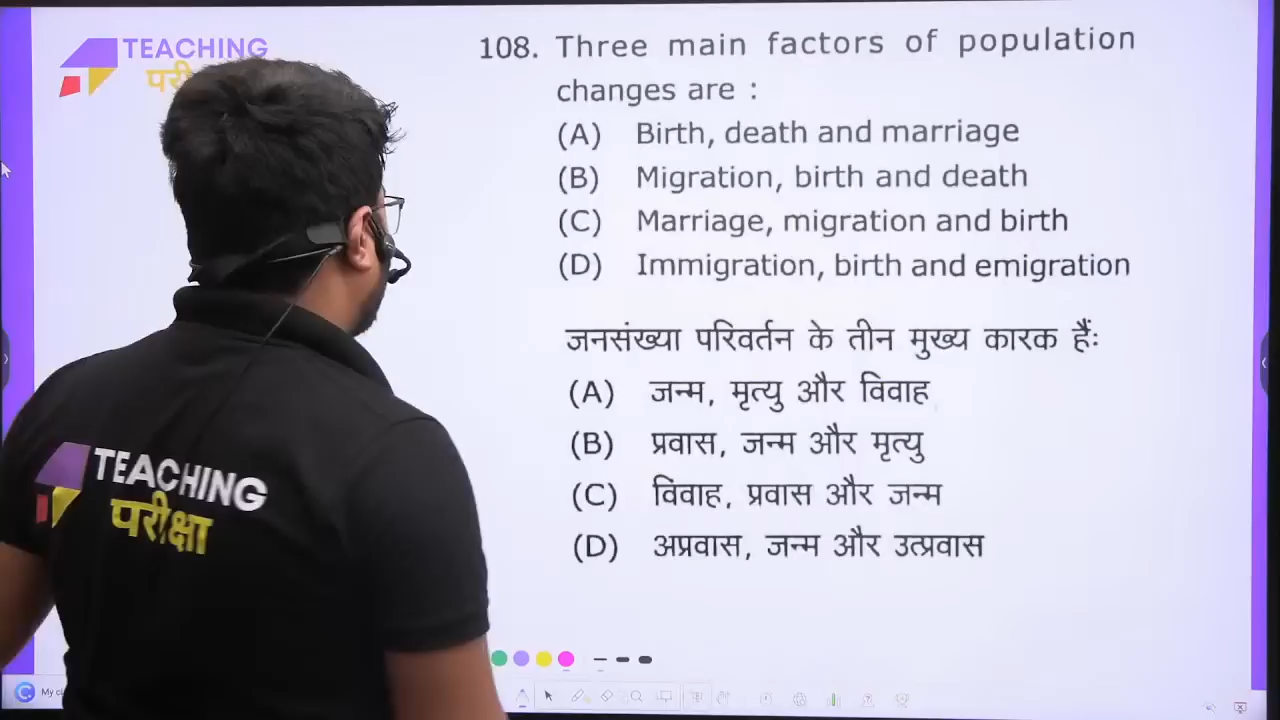 TEACHING
108. Three main factors of population
changes are :
(A) Birth, death and marriage
(B) Migration, birth and death
(C) Marriage, migration and birth
(D) Immigration, birth and emigration
जनसंख्या परिवर्तन के तीन मुख्य कारक हैंः
(A) जन्म, मृत्यु और विवाह
(B) प्रवास, जन्म और मृत्यु
(C) विवाह, प्रवास और जन्म
(D) अप्रवास, जन्म और उत्प्रवास
TEACHING
परीक्षा